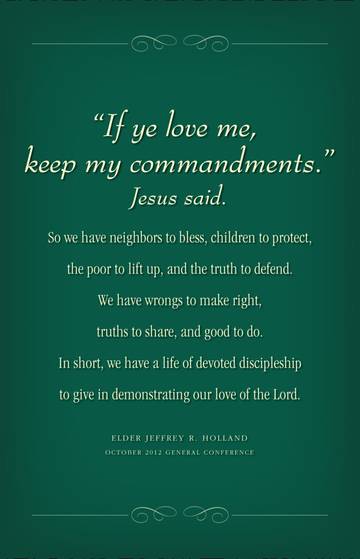 “If ye love me,
keep my commandments.”
Jesus said.
So we have neighbors to bless, children to protect,
the poor to lift up, and the truth to defend.
We have wrongs to make right,
truths to share, and good to do.
In short, we have a life of devoted discipleship
to give in demonstrating our love of the Lord.
ELDER JEFFREY R. HOLLAND
OCTOBER 2012 GENERAL CONFERENCE